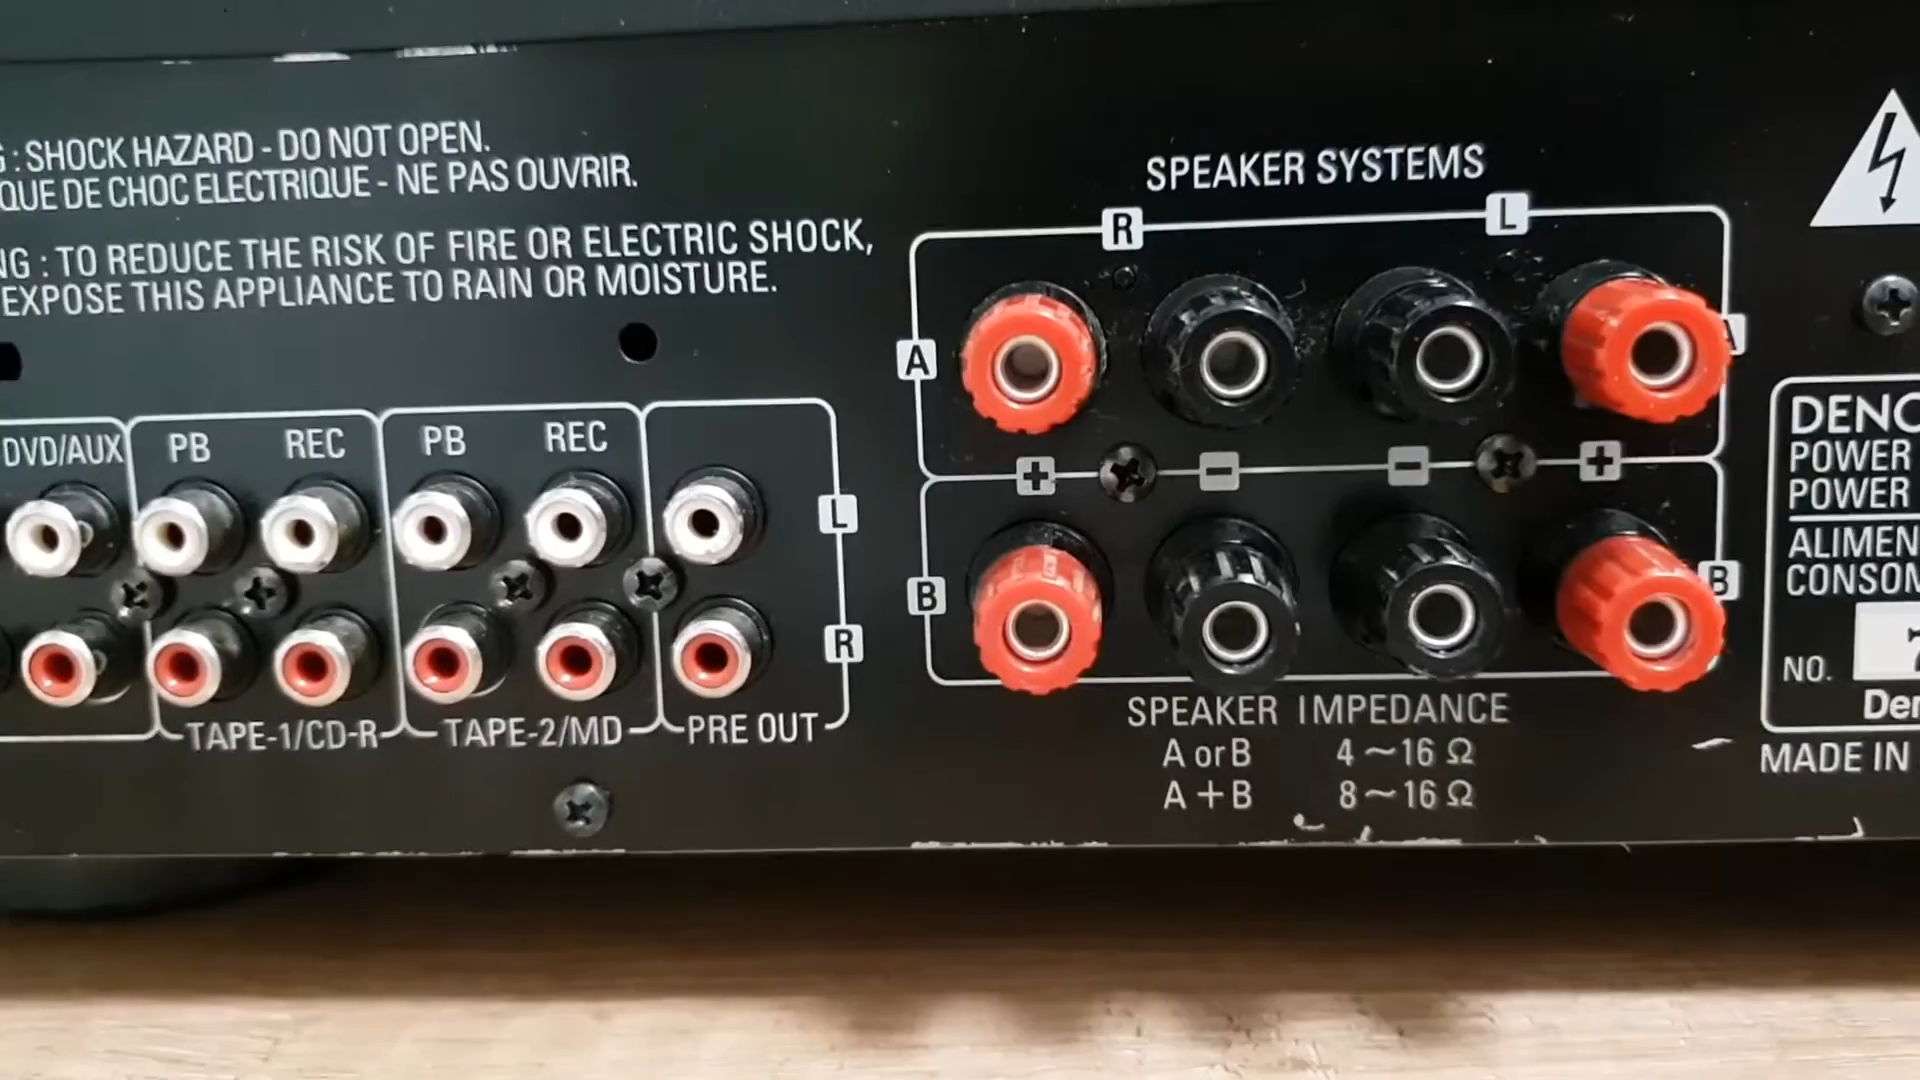 G : SHOCK HAZARD - DO NOT OPEN.
QUE DE CHOC ELECTRIQUE - NE PAS OUVRIR.
NG : TO REDUCE THE RISK OF FIRE OR ELECTRIC SHOCK,
EXPOSE THIS APPLIANCE TO RAIN OR MOISTURE.
DVD/AUX PB REC PB REC
L
R
TAPE-1/CD-R TAPE-2/MD PRE OUT
SPEAKER SYSTEMS
R L
A A
+ − − +
B B
SPEAKER IMPEDANCE
A or B 4 ~ 16 Ω
A + B 8 ~ 16 Ω
DENO
POWER
POWER
ALIMEN
CONSOM
NO. 7
Den
MADE IN